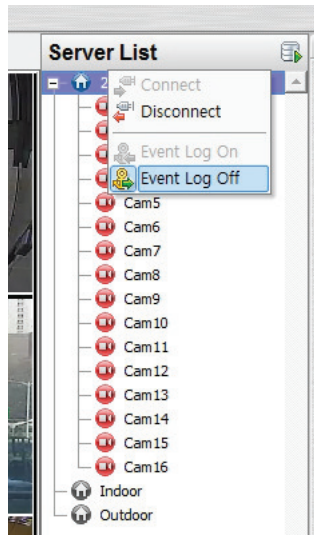 Server List
2
Connect
Disconnect
Event Log On
Event Log Off
Cam5
Cam6
Cam7
Cam8
Cam9
Cam10
Cam11
Cam12
Cam13
Cam14
Cam15
Cam16
Indoor
Outdoor